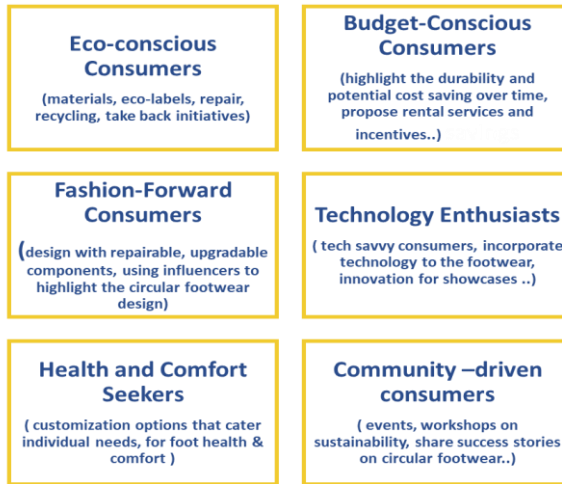 Eco-conscious
Consumers
(materials, eco-labels, repair,
recycling, take back initiatives)
Budget-Conscious
Consumers
(highlight the durability and
potential cost saving over time,
propose rental services and
incentives..)
Fashion-Forward
Consumers
(design with repairable, upgradable
components, using influencers to
highlight the circular footwear
design)
Technology Enthusiasts
( tech savvy consumers, incorporate
technology to the footwear,
innovation for showcases ..)
Health and Comfort
Seekers
( customization options that cater
individual needs, for foot health &
comfort )
Community –driven
consumers
( events, workshops on
sustainability, share success stories
on circular footwear..)